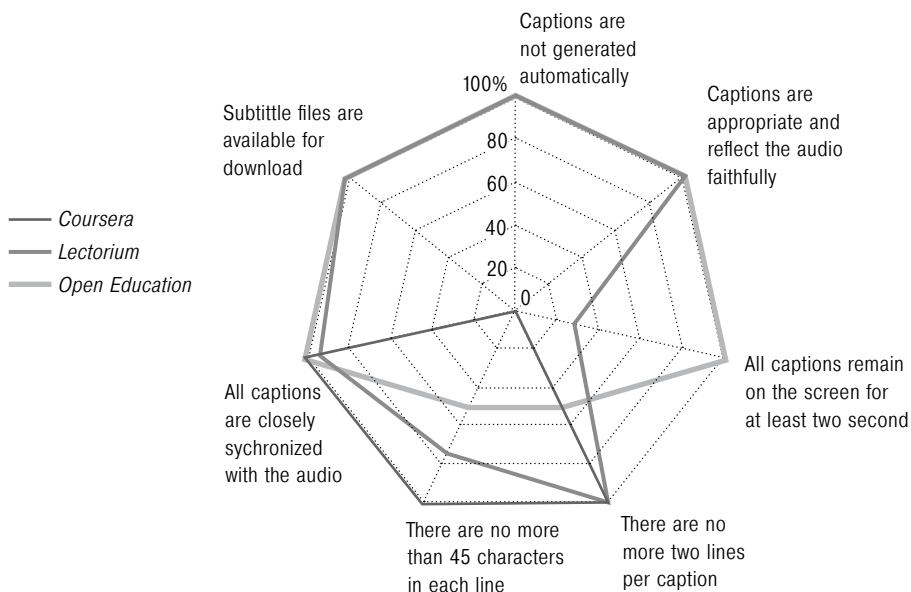 Captions are
not generated
automatically
Captions are
appropriate and
reflect the audio
faithfully
All captions remain
on the screen for
at least two second
There are no
more two lines
per caption
There are no more
than 45 characters
in each line
All captions
are closely
sychronized
with the audio
Subtittle files are
available for
download
100%
80
60
40
20
0
Coursera
Lectorium
Open Education